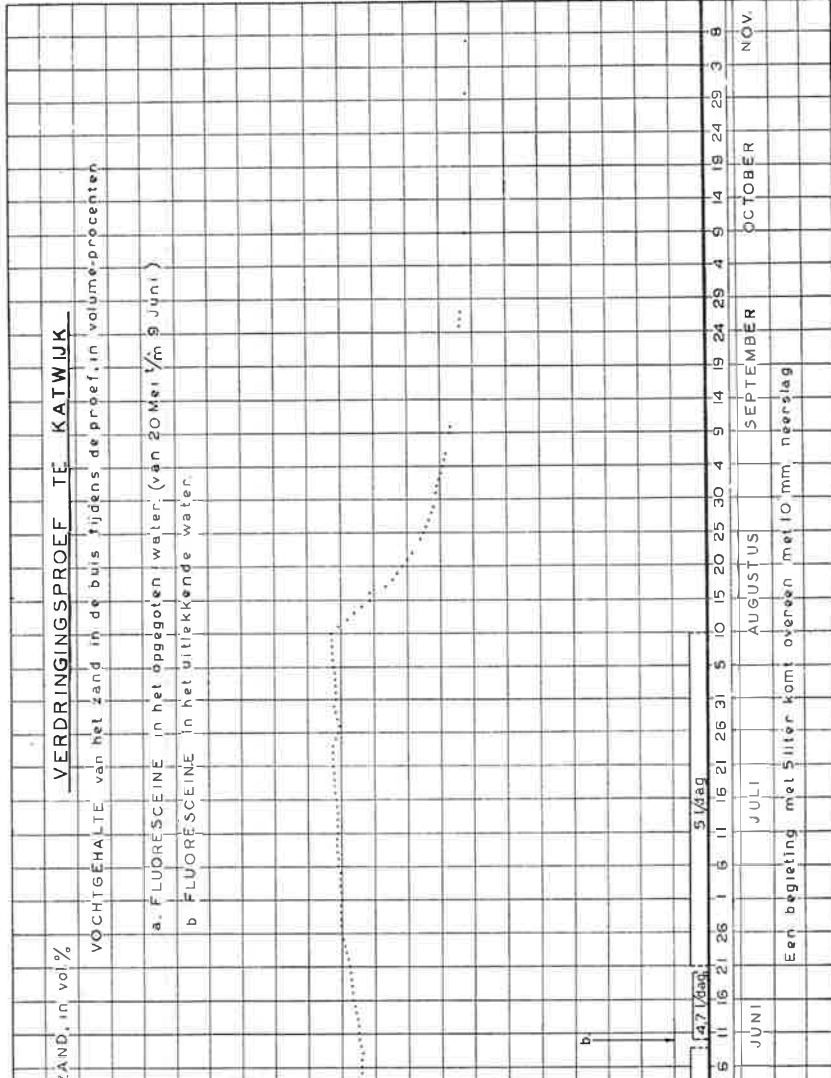 VERDRINGINGSPROEF TE KATWIJK
VOCHTGEHALTE van het zand in de buis tijdens de proef, in volume-procenten
a. FLUORESCEINE in het opgegoten water (van 20 Mei t/m 9 Juni)
b FLUORESCEINE in het uitlekkende water.
ZAND, in vol.%
b.
4,7 l/dag
5 l/dag
6 11 16 21 26 1 6 11 16 21 26 31 5 10 15 20 25 30 4 9 14 19 24 29 4 9 14 19 24 29 3 8
JUNI JULI AUGUSTUS SEPTEMBER OCTOBER NOV.
Een begieting met 5 liter komt overeen met 10 mm neerslag